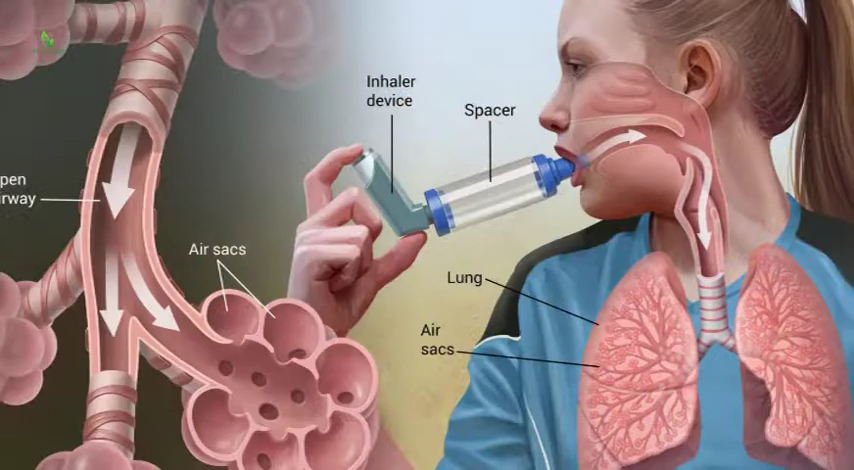 Inhaler
device
Spacer
pen
rway
Air sacs
Lung
Air
sacs